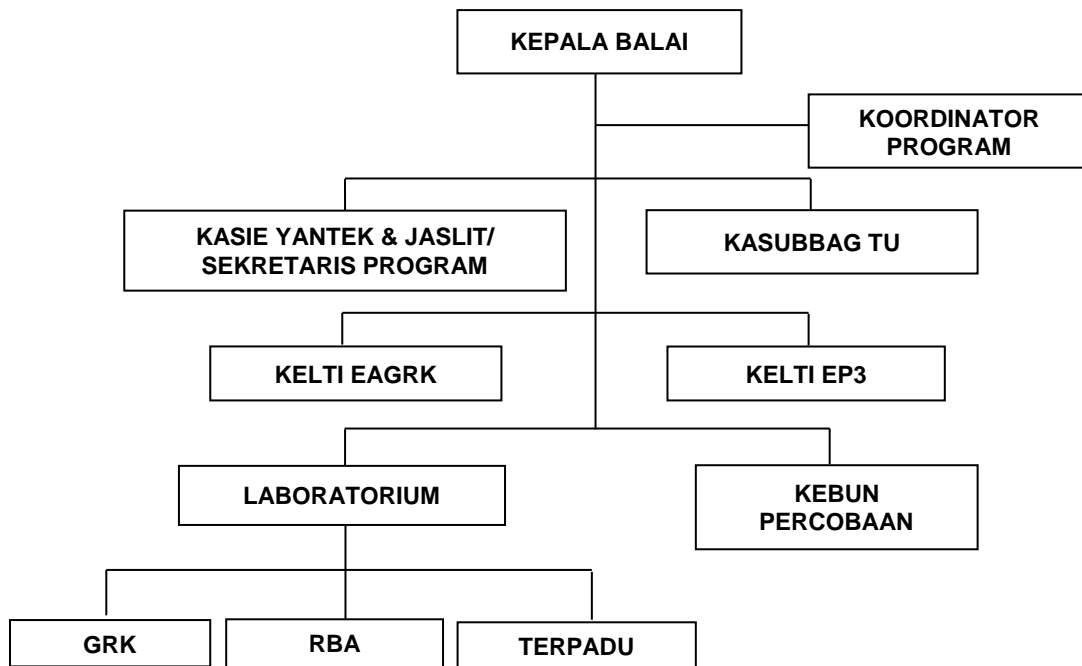 KEPALA BALAI
KOORDINATOR
PROGRAM
KASIE YANTEK & JASLIT/
SEKRETARIS PROGRAM
KASUBBAG TU
KELTI EAGRK
KELTI EP3
LABORATORIUM
KEBUN
PERCOBAAN
GRK
RBA
TERPADU